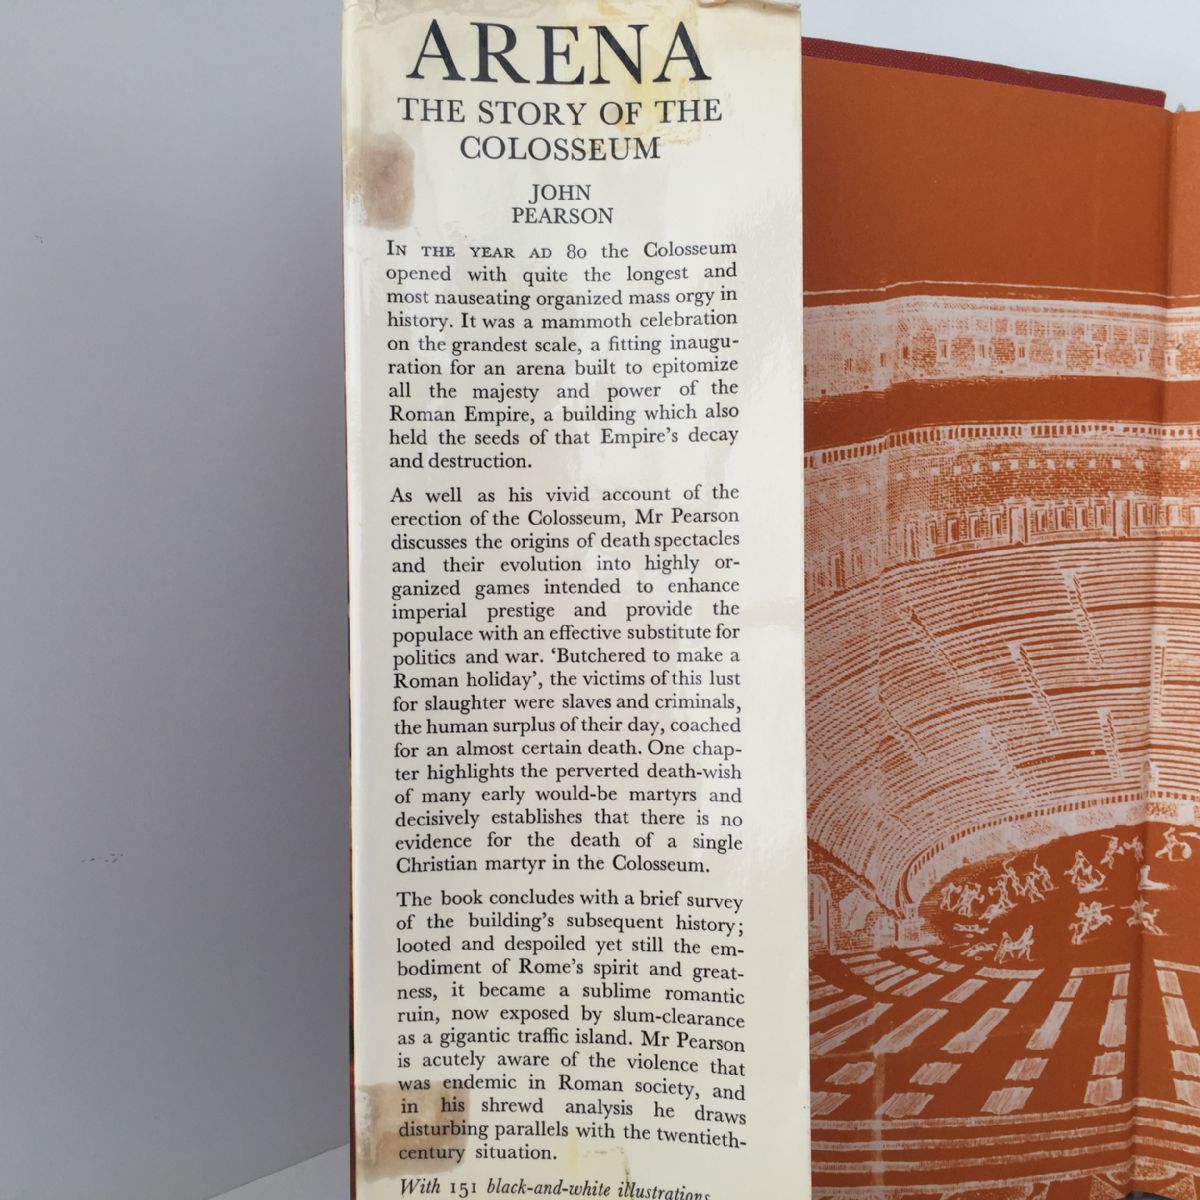 ARENA
THE STORY OF THE
COLOSSEUM
JOHN
PEARSON
IN THE YEAR AD 80 the Colosseum
opened with quite the longest and
most nauseating organized mass orgy in
history. It was a mammoth celebration
on the grandest scale, a fitting inaugu-
ration for an arena built to epitomize
all the majesty and power of the
Roman Empire, a building which also
held the seeds of that Empire's decay
and destruction.
As well as his vivid account of the
erection of the Colosseum, Mr Pearson
discusses the origins of death spectacles
and their evolution into highly or-
ganized games intended to enhance
imperial prestige and provide the
populace with an effective substitute for
politics and war. 'Butchered to make a
Roman holiday', the victims of this lust
for slaughter were slaves and criminals,
the human surplus of their day, coached
for an almost certain death. One chap-
ter highlights the perverted death-wish
of many early would-be martyrs and
decisively establishes that there is no
evidence for the death of a single
Christian martyr in the Colosseum.
The book concludes with a brief survey
of the building's subsequent history;
looted and despoiled yet still the em-
bodiment of Rome's spirit and great-
ness, it became a sublime romantic
ruin, now exposed by slum-clearance
as a gigantic traffic island. Mr Pearson
is acutely aware of the violence that
was endemic in Roman society, and
in his shrewd analysis he draws
disturbing parallels with the twentieth-
century situation.
With 151 black-and-white illustrations